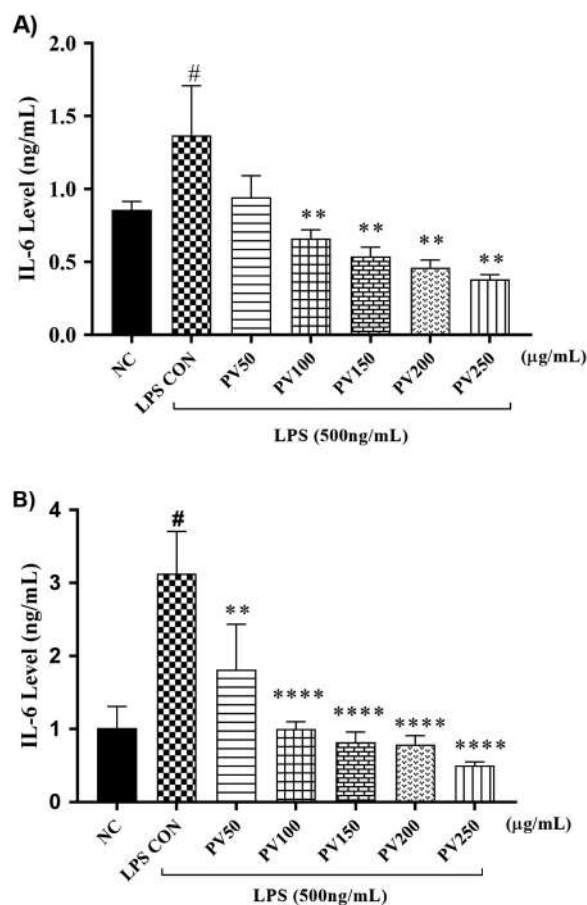 A)
2.0
1.5
1.0
0.5
0.0
IL-6 Level (ng/mL)
#
**
**
**
**
NC
LPS CON
PV50
PV100
PV150
PV200
PV250
(μg/mL)
LPS (500ng/mL)
B)
4
3
2
1
0
IL-6 Level (ng/mL)
#
**
****
****
****
****
NC
LPS CON
PV50
PV100
PV150
PV200
PV250
(μg/mL)
LPS (500ng/mL)